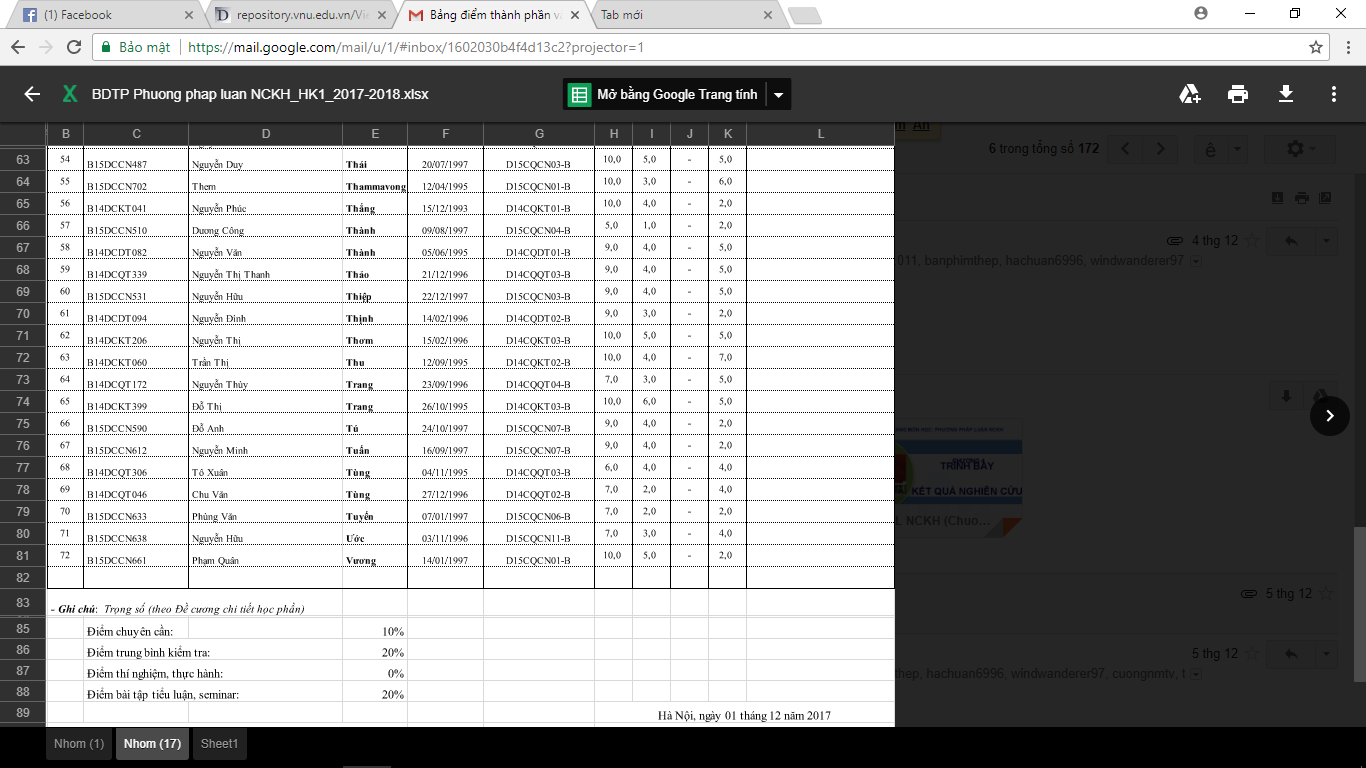 (1) Facebook repository.vnu.edu.vn/Vie Bảng điểm thành phần v Tab mới
Bảo mật https://mail.google.com/mail/u/1/#inbox/1602030b4f4d13c2?projector=1
BDTP Phuong phap luan NCKH_HK1_2017-2018.xlsx Mở bằng Google Trang tính
B C D E F G H I J K L
63 54 B15DCCN487 Nguyễn Duy Thái 20/07/1997 D15CQCN03-B 10,0 5,0 - 5,0
64 55 B15DCCN702 Them Thammavong 12/04/1995 D15CQCN01-B 10,0 3,0 - 6,0
65 56 B14DCKT041 Nguyễn Phúc Thắng 15/12/1993 D14CQKT01-B 10,0 4,0 - 2,0
66 57 B15DCCN510 Dương Công Thành 09/08/1997 D15CQCN04-B 5,0 1,0 - 2,0
67 58 B14DCDT082 Nguyễn Văn Thành 05/06/1995 D14CQDT01-B 9,0 4,0 - 5,0
68 59 B14DCQT339 Nguyễn Thị Thanh Thảo 21/12/1996 D14CQQT03-B 9,0 4,0 - 5,0
69 60 B15DCCN531 Nguyễn Hữu Thiệp 22/12/1997 D15CQCN03-B 9,0 4,0 - 5,0
70 61 B14DCDT094 Nguyễn Đình Thịnh 14/02/1996 D14CQDT02-B 9,0 3,0 - 2,0
71 62 B14DCKT206 Nguyễn Thị Thơm 15/02/1996 D14CQKT03-B 10,0 5,0 - 5,0
72 63 B14DCKT060 Trần Thị Thu 12/09/1995 D14CQKT02-B 10,0 4,0 - 7,0
73 64 B14DCQT172 Nguyễn Thùy Trang 23/09/1996 D14CQQT04-B 7,0 3,0 - 5,0
74 65 B14DCKT399 Đỗ Thị Trang 26/10/1995 D14CQKT03-B 10,0 6,0 - 5,0
75 66 B15DCCN590 Đỗ Anh Tú 24/10/1997 D15CQCN07-B 9,0 4,0 - 2,0
76 67 B15DCCN612 Nguyễn Minh Tuấn 16/09/1997 D15CQCN07-B 9,0 4,0 - 2,0
77 68 B14DCQT306 Tô Xuân Tùng 04/11/1995 D14CQQT03-B 6,0 4,0 - 4,0
78 69 B14DCQT046 Chu Văn Tùng 27/12/1996 D14CQQT02-B 7,0 2,0 - 4,0
79 70 B15DCCN633 Phùng Văn Tuyến 07/01/1997 D15CQCN06-B 7,0 2,0 - 2,0
80 71 B15DCCN638 Nguyễn Hữu Ước 03/11/1996 D15CQCN11-B 7,0 3,0 - 4,0
81 72 B15DCCN661 Phạm Quân Vương 14/01/1997 D15CQCN01-B 10,0 5,0 - 2,0
82
83 - Ghi chú: Trọng số (theo Đề cương chi tiết học phần)
85 Điểm chuyên cần: 10%
86 Điểm trung bình kiểm tra: 20%
87 Điểm thí nghiệm, thực hành: 0%
88 Điểm bài tập tiểu luận, seminar: 20%
89 Hà Nội, ngày 01 tháng 12 năm 2017
Nhom (1) Nhom (17) Sheet1
An
6 trong tổng số 172
4 thg 12
011, banphimthep, hachuan6996, windwanderer97
TRÌNH BÀY
KẾT QUẢ NGHIÊN CỨU
L NCKH (Chuo...
5 thg 12
5 thg 12
thep, hachuan6996, windwanderer97, cuongnmtv, t